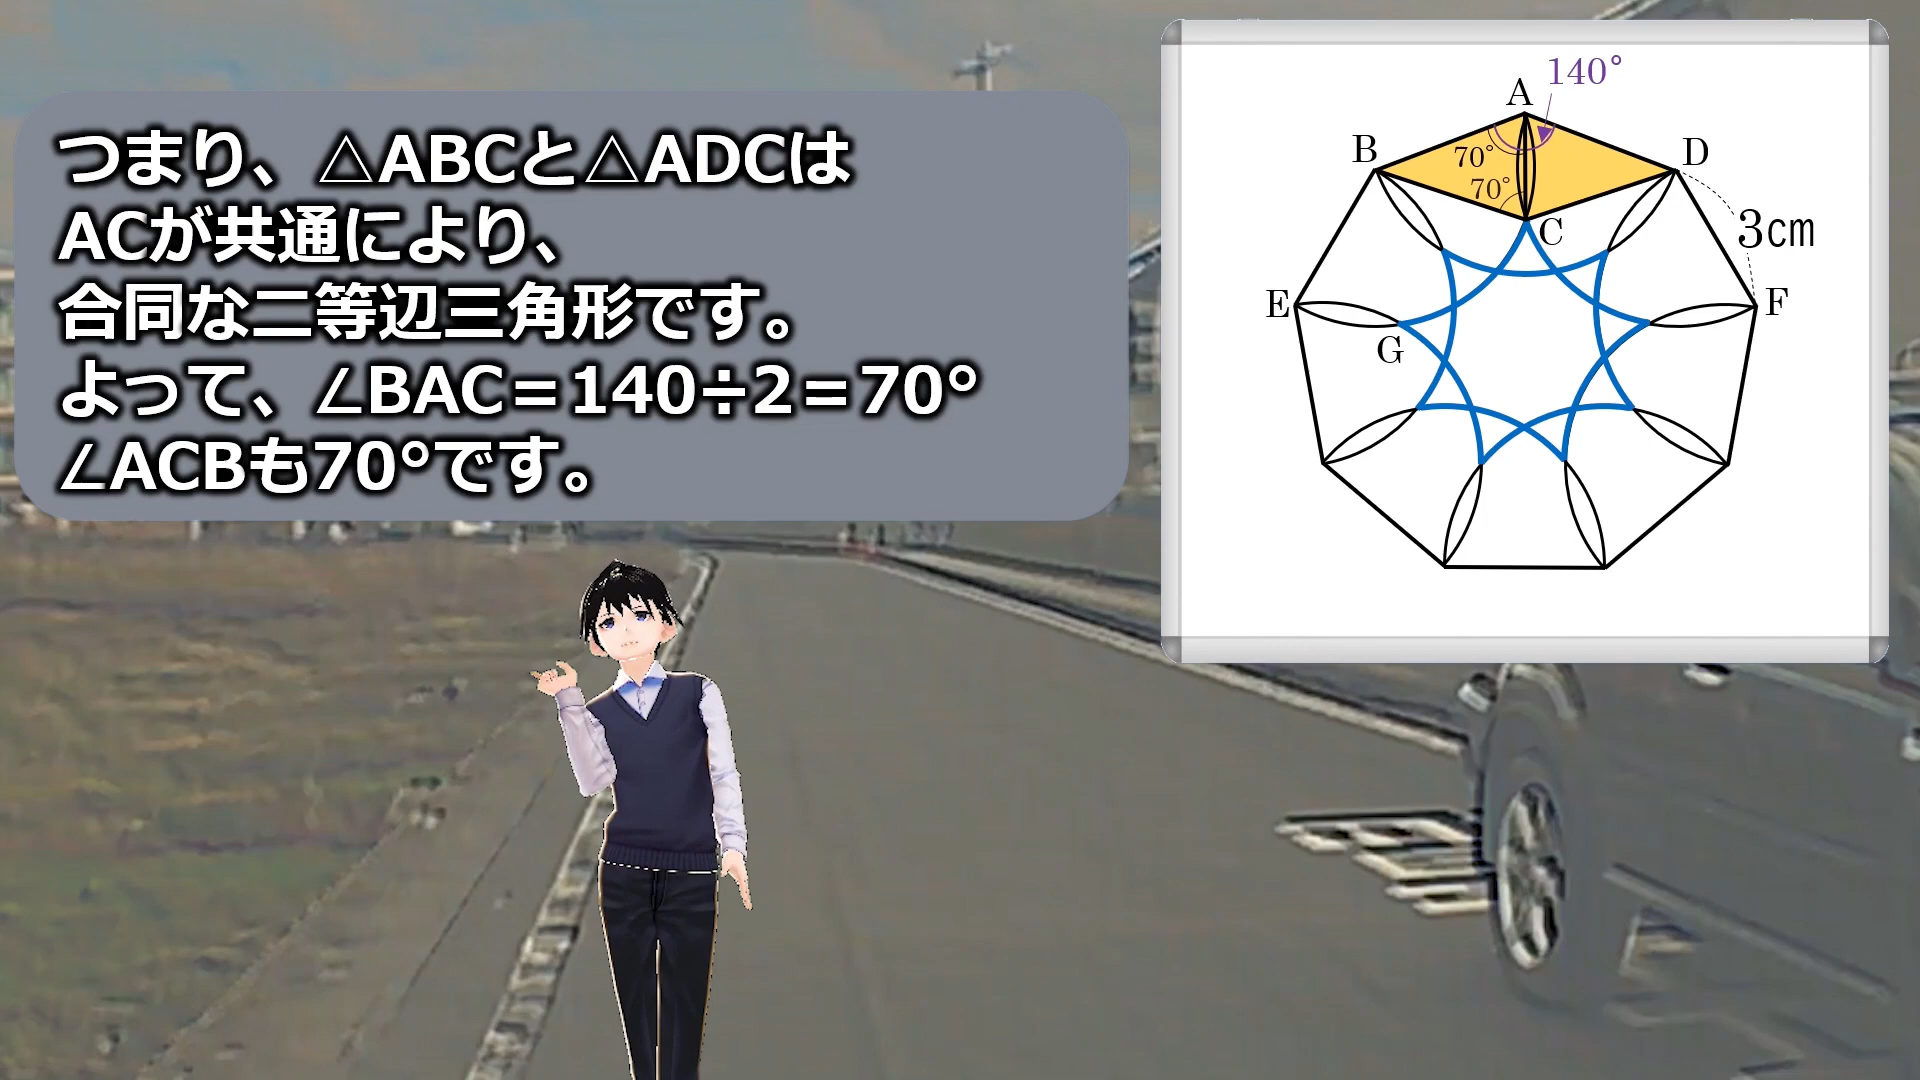 つまり、△ABCと△ADCは
ACが共通により、
合同な二等辺三角形です。
よって、∠BAC＝140÷2＝70°
∠ACBも70°です。
140°
A
B
D
70°
70°
C
3cm
E
F
G